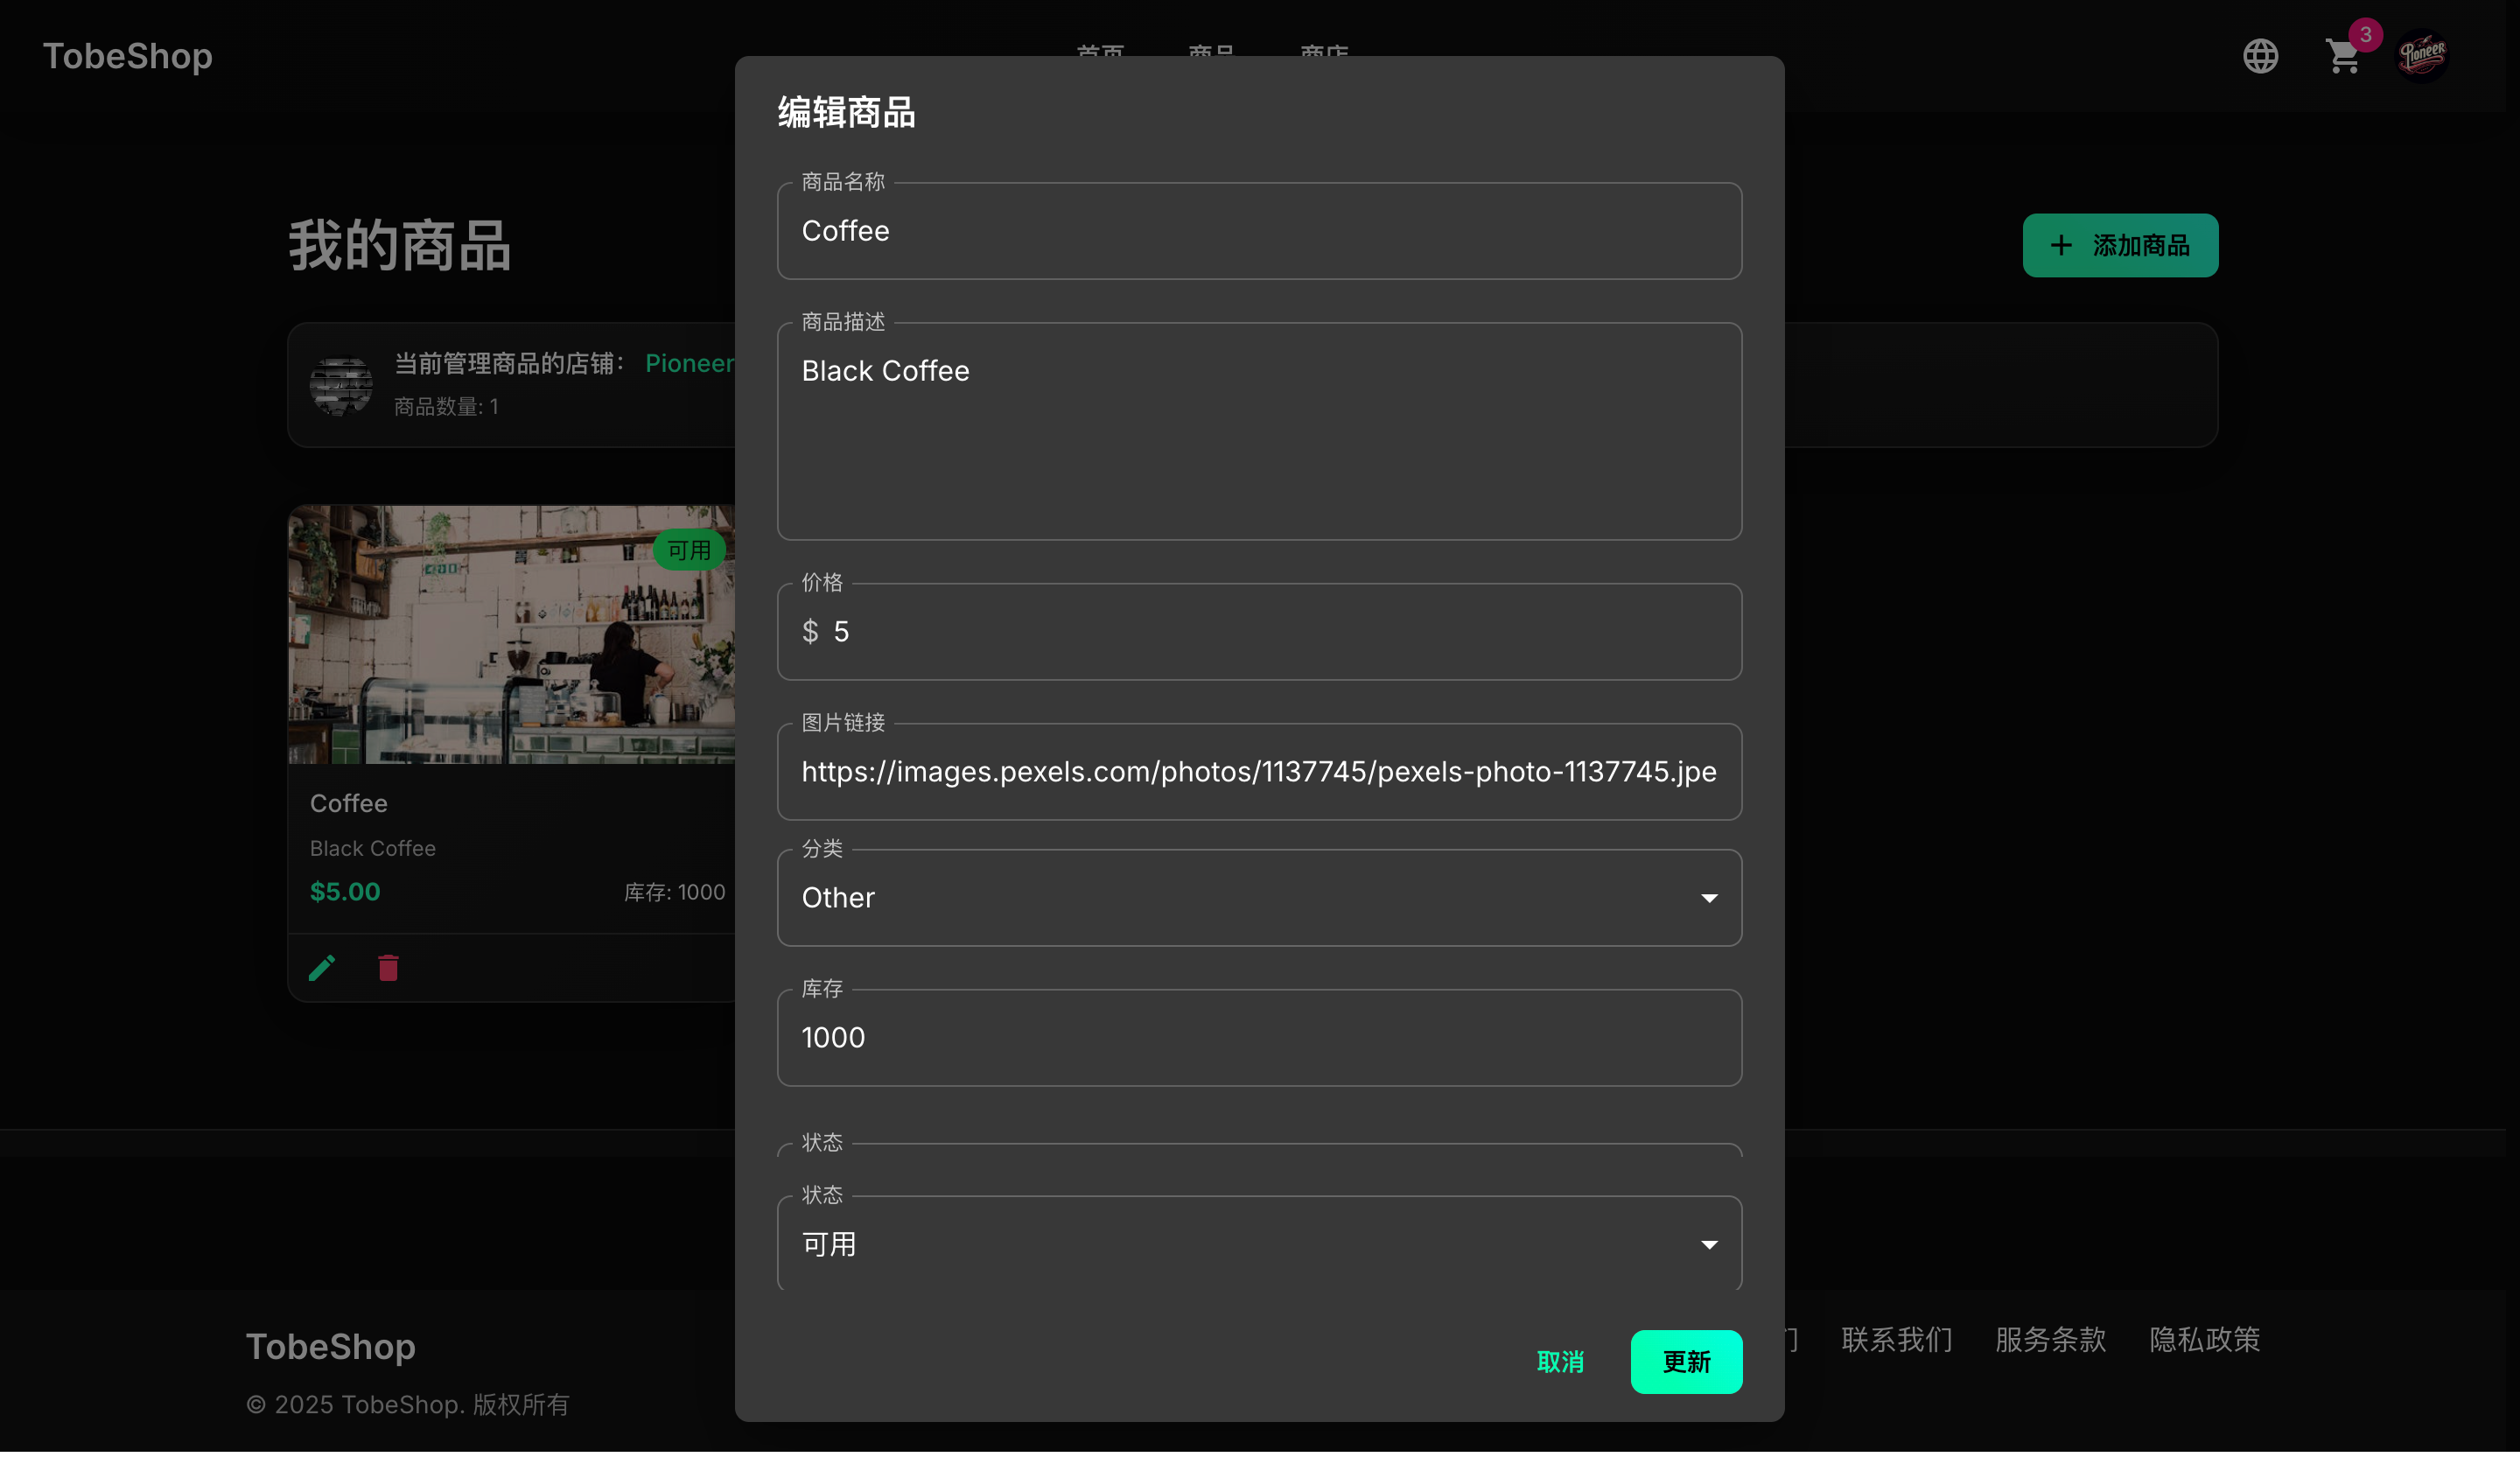 TobeShop
首页 商品 商店
3
Pioneer
编辑商品
我的商品
添加商品
当前管理商品的店铺： Pioneer
商品数量: 1
可用
Coffee
Black Coffee
$5.00 库存: 1000
商品名称
Coffee
商品描述
Black Coffee
价格
$ 5
图片链接
https://images.pexels.com/photos/1137745/pexels-photo-1137745.jpe
分类
Other
库存
1000
状态
状态
可用
取消 更新
TobeShop
© 2025 TobeShop. 版权所有
联系我们 服务条款 隐私政策